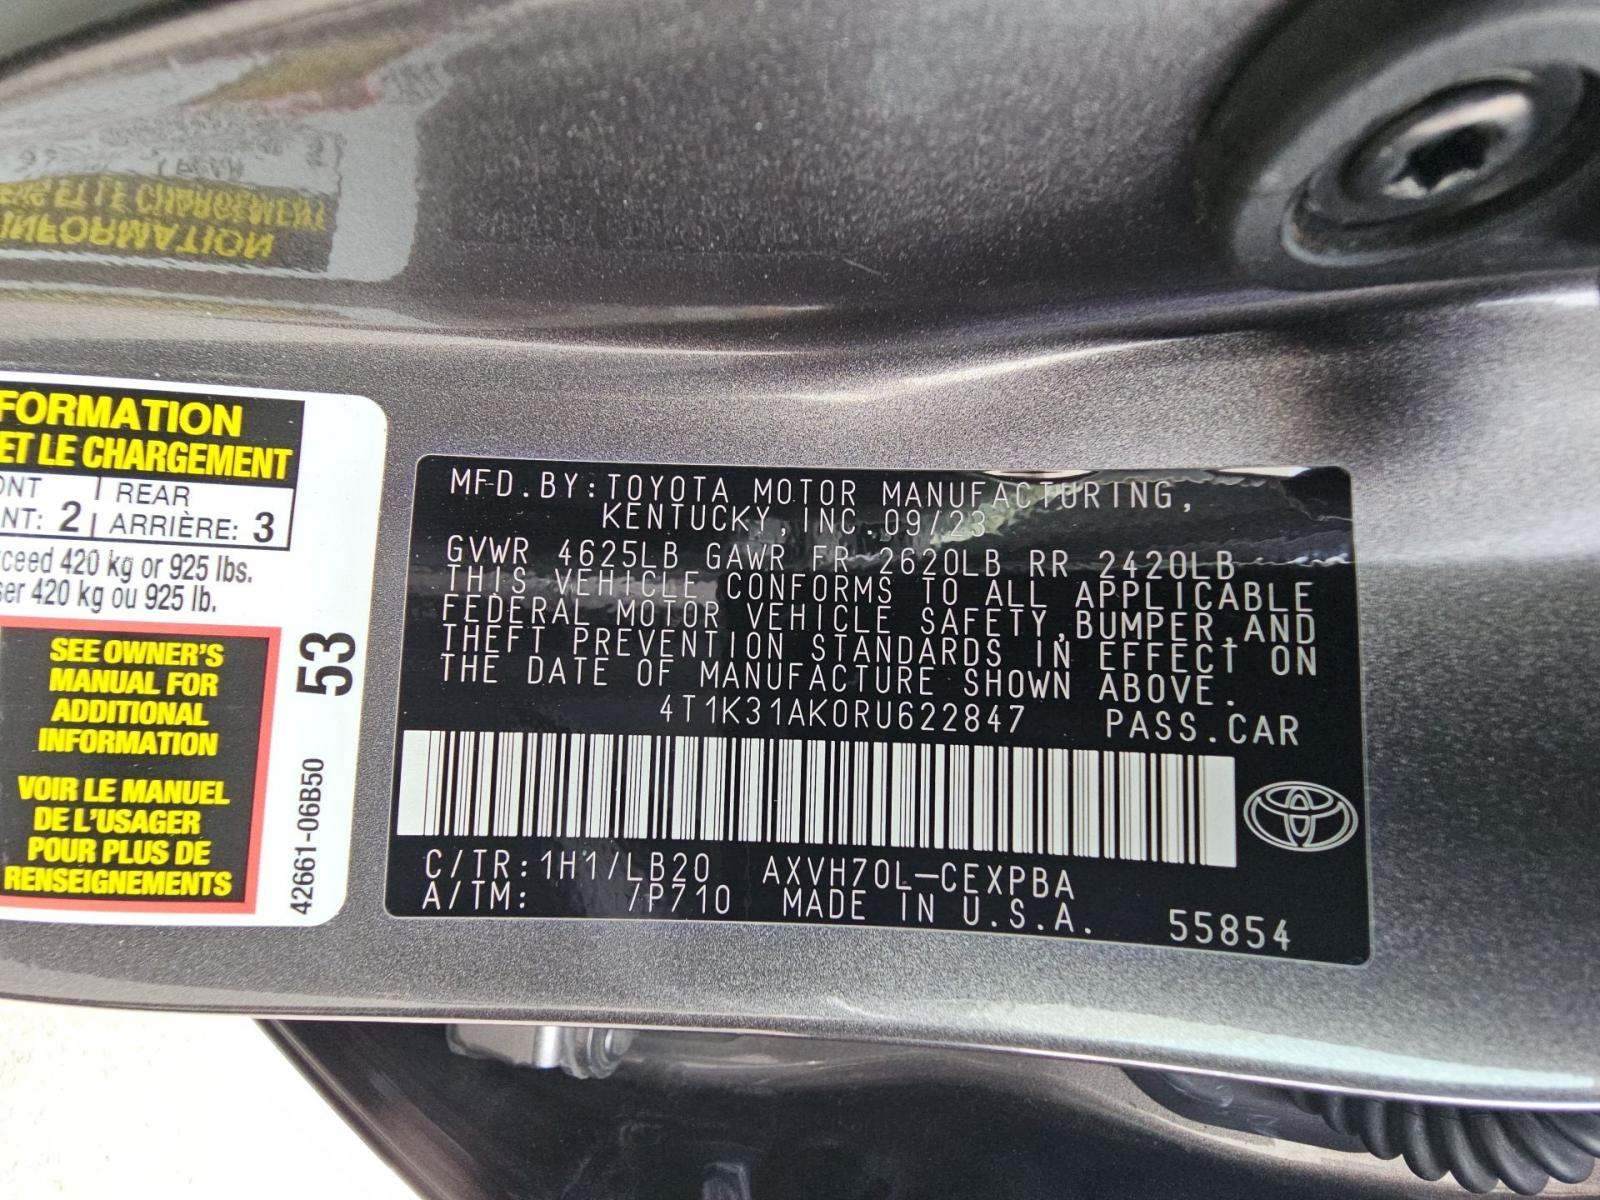 FORMATION
ET LE CHARGEMENT
ONT | REAR
NT: 2 | ARRIÈRE: 3
ceed 420 kg or 925 lbs.
ser 420 kg ou 925 lb.
SEE OWNER'S
MANUAL FOR
ADDITIONAL
INFORMATION
VOIR LE MANUEL
DE L'USAGER
POUR PLUS DE
RENSEIGNEMENTS
53
42661-06B50
MFD.BY:TOYOTA MOTOR MANUFACTURING,
KENTUCKY, INC.09/23
GVWR 4625LB GAWR FR 2620LB RR 2420LB
THIS VEHICLE CONFORMS TO ALL APPLICABLE
FEDERAL MOTOR VEHICLE SAFETY,BUMPER,AND
THEFT PREVENTION STANDARDS IN EFFECT ON
THE DATE OF MANUFACTURE SHOWN ABOVE.
4T1K31AK0RU622847 PASS.CAR
C/TR:1H1/LB20 AXVH70L-CEXPBA
A/TM: /P710 MADE IN U.S.A. 55854